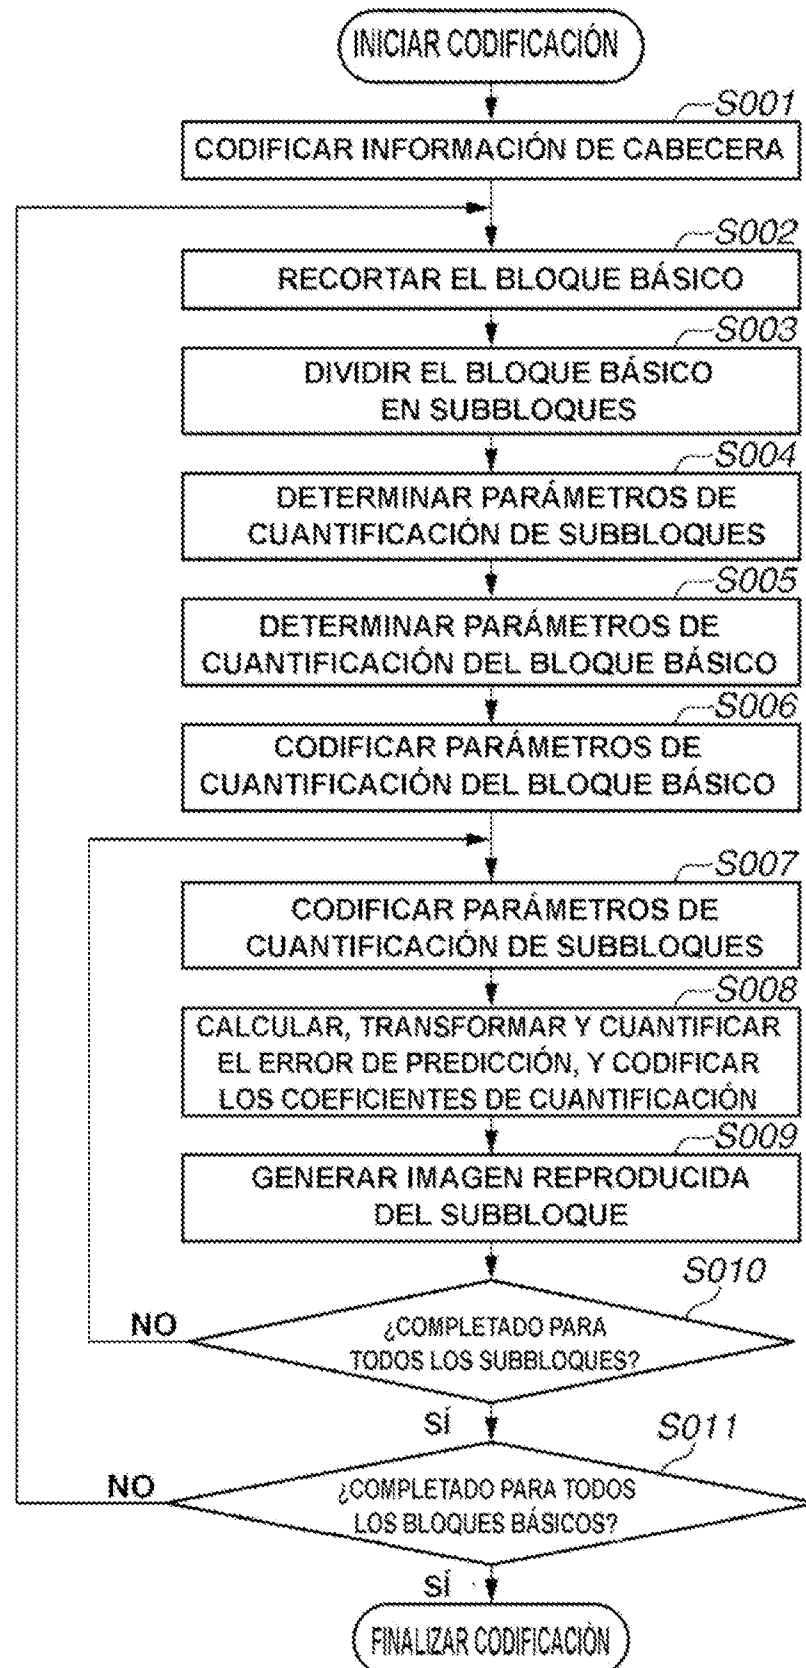 INICIAR CODIFICACIÓN
S001
CODIFICAR INFORMACIÓN DE CABECERA
S002
RECORTAR EL BLOQUE BÁSICO
S003
DIVIDIR EL BLOQUE BÁSICO
EN SUBBLOQUES
S004
DETERMINAR PARÁMETROS DE
CUANTIFICACIÓN DE SUBBLOQUES
S005
DETERMINAR PARÁMETROS DE
CUANTIFICACIÓN DEL BLOQUE BÁSICO
S006
CODIFICAR PARÁMETROS DE
CUANTIFICACIÓN DEL BLOQUE BÁSICO
S007
CODIFICAR PARÁMETROS DE
CUANTIFICACIÓN DE SUBBLOQUES
S008
CALCULAR, TRANSFORMAR Y CUANTIFICAR
EL ERROR DE PREDICCIÓN, Y CODIFICAR
LOS COEFICIENTES DE CUANTIFICACIÓN
S009
GENERAR IMAGEN REPRODUCIDA
DEL SUBBLOQUE
S010
NO
¿COMPLETADO PARA
TODOS LOS SUBBLOQUES?
SÍ
S011
NO
¿COMPLETADO PARA TODOS
LOS BLOQUES BÁSICOS?
SÍ
FINALIZAR CODIFICACIÓN